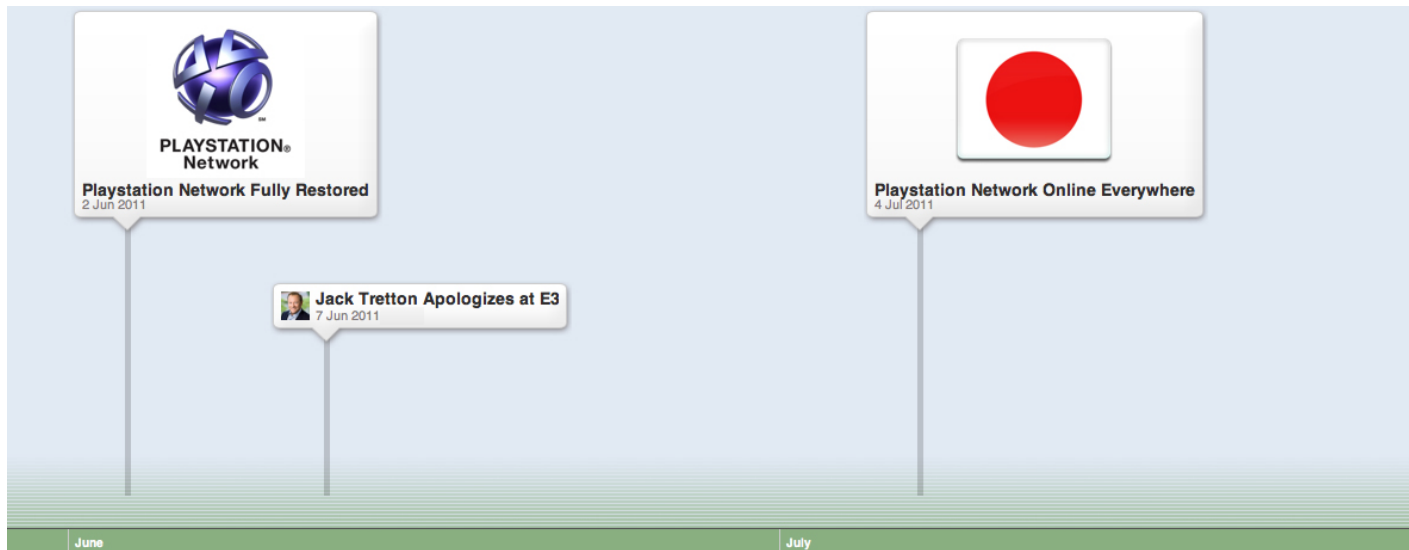 PLAYSTATION®
Network
Playstation Network Fully Restored
2 Jun 2011
Playstation Network Online Everywhere
4 Jul 2011
Jack Tretton Apologizes at E3
7 Jun 2011
June
July